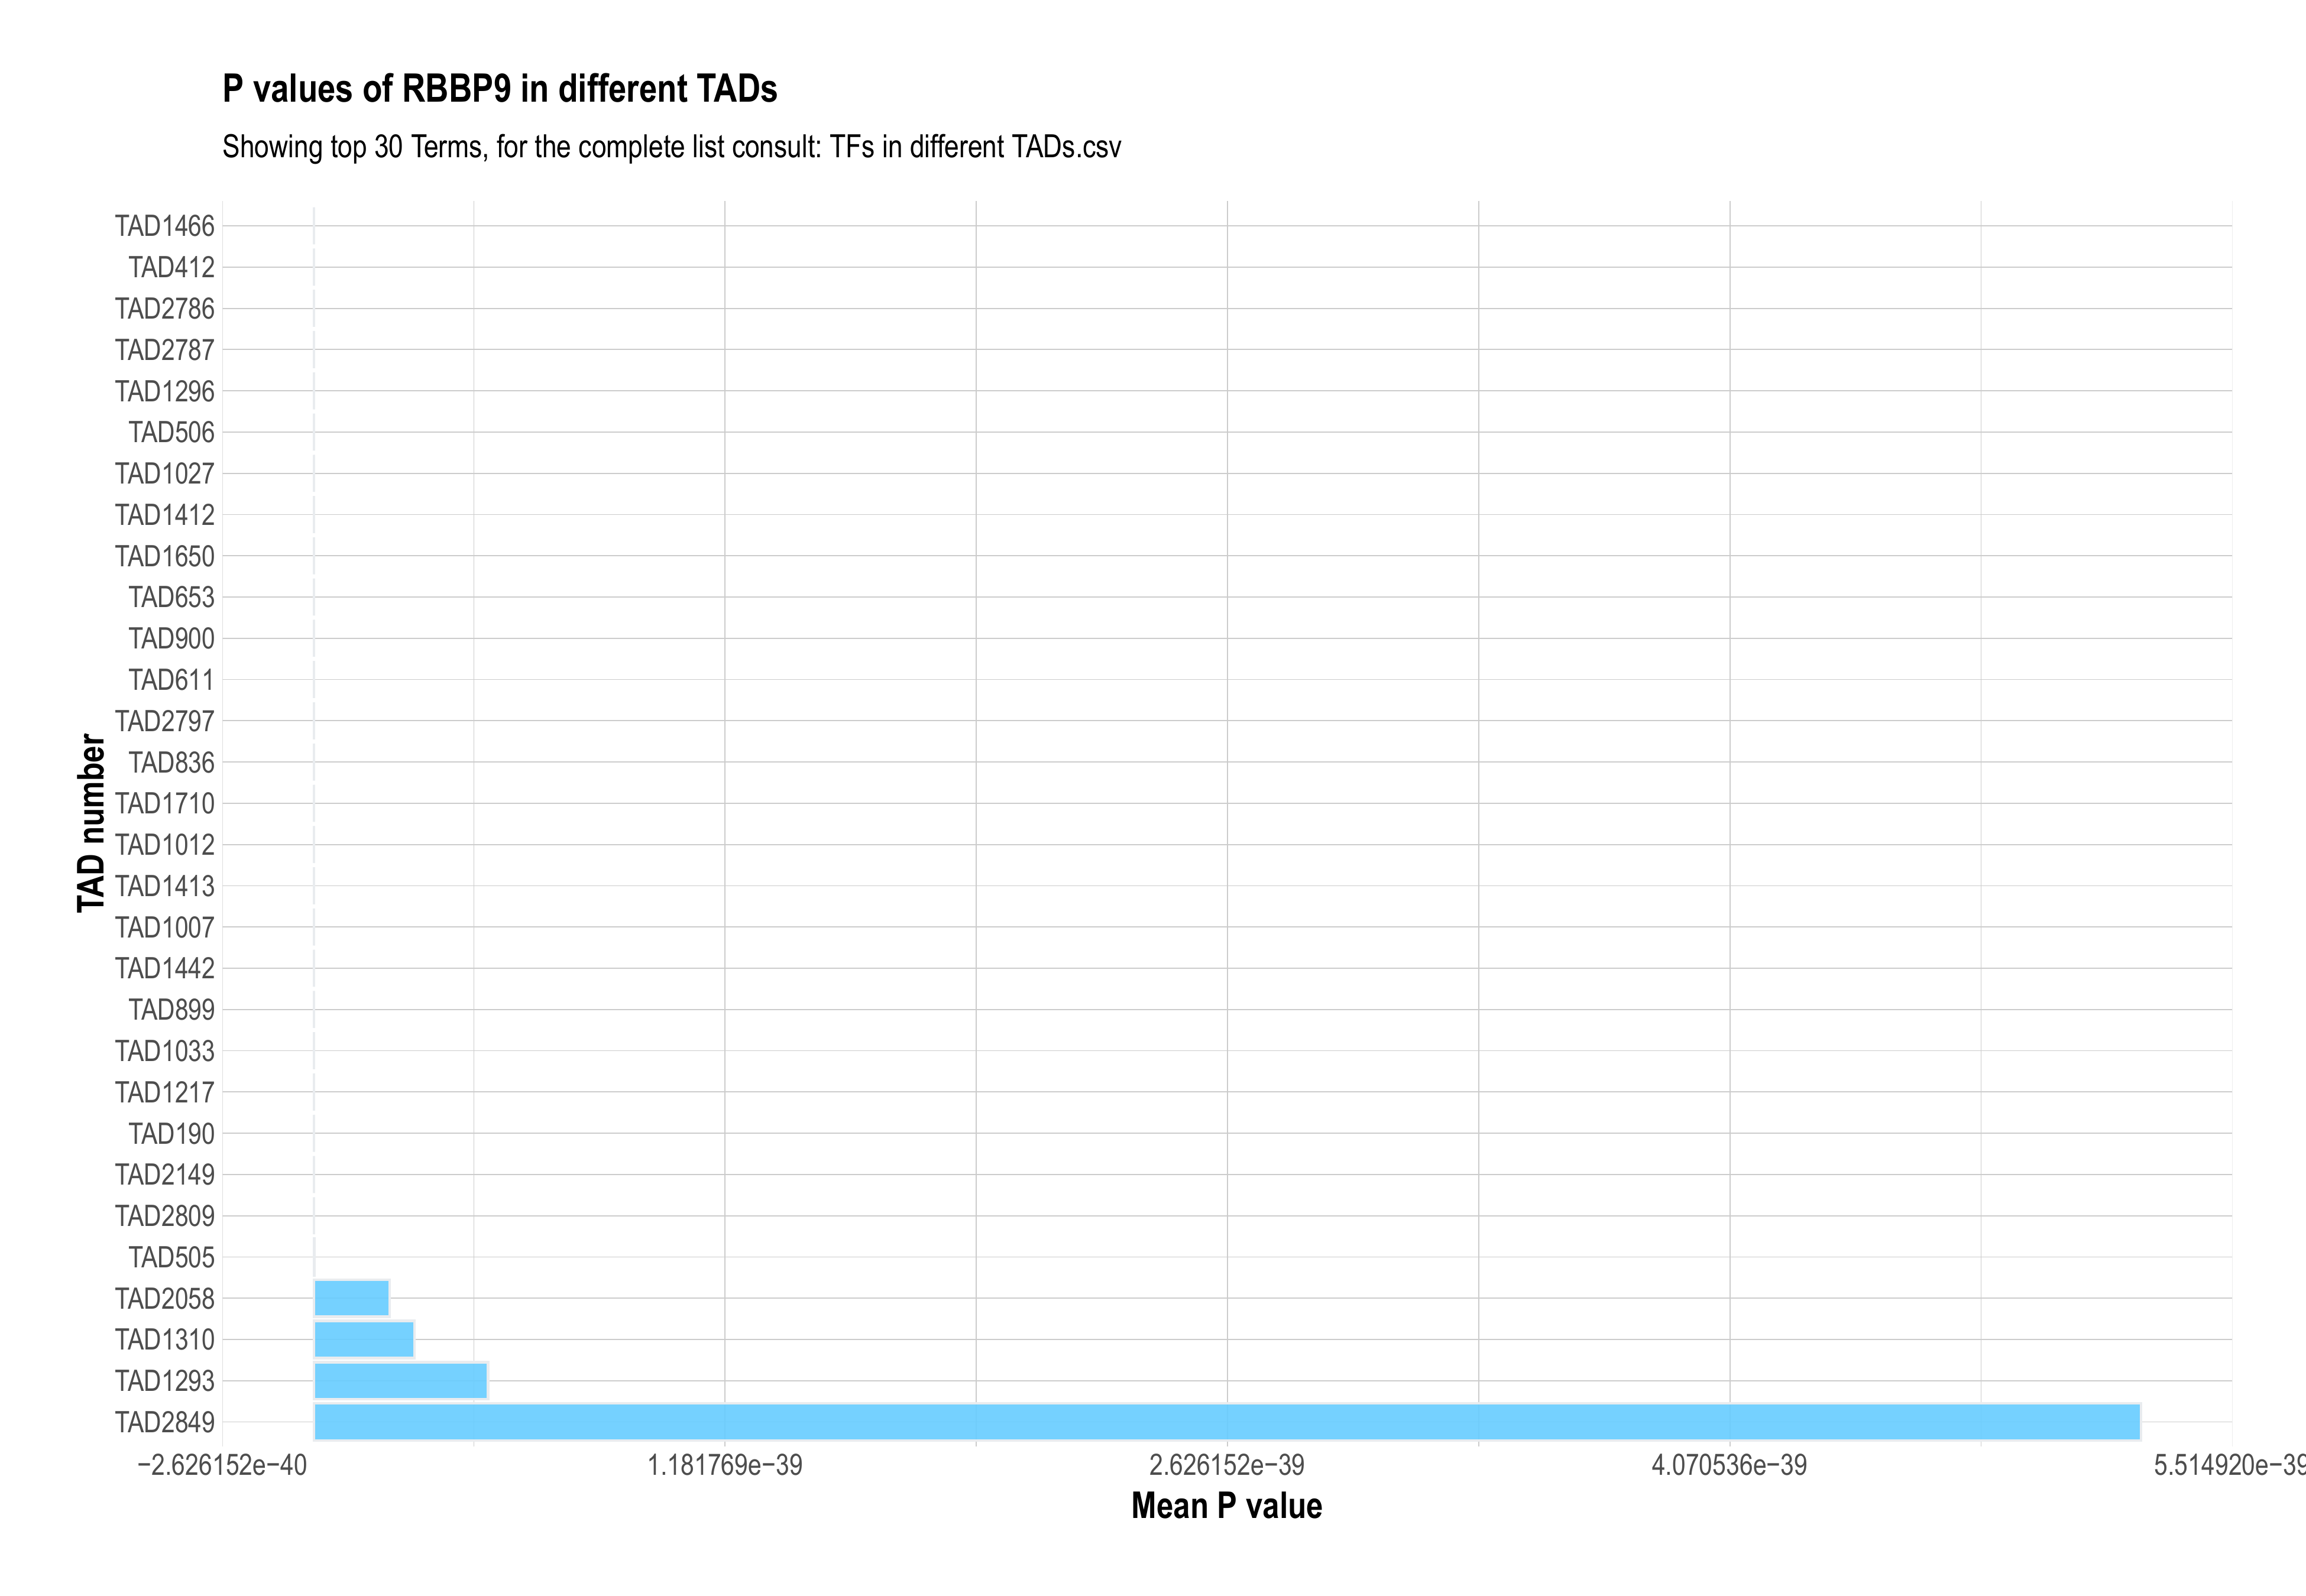 P values of RBBP9 in different TADs
Showing top 30 Terms, for the complete list consult: TFs in different TADs.csv
TAD number
TAD1466
TAD412
TAD2786
TAD2787
TAD1296
TAD506
TAD1027
TAD1412
TAD1650
TAD653
TAD900
TAD611
TAD2797
TAD836
TAD1710
TAD1012
TAD1413
TAD1007
TAD1442
TAD899
TAD1033
TAD1217
TAD190
TAD2149
TAD2809
TAD505
TAD2058
TAD1310
TAD1293
TAD2849
−2.626152e−40 1.181769e−39 2.626152e−39 4.070536e−39 5.514920e−39
Mean P value